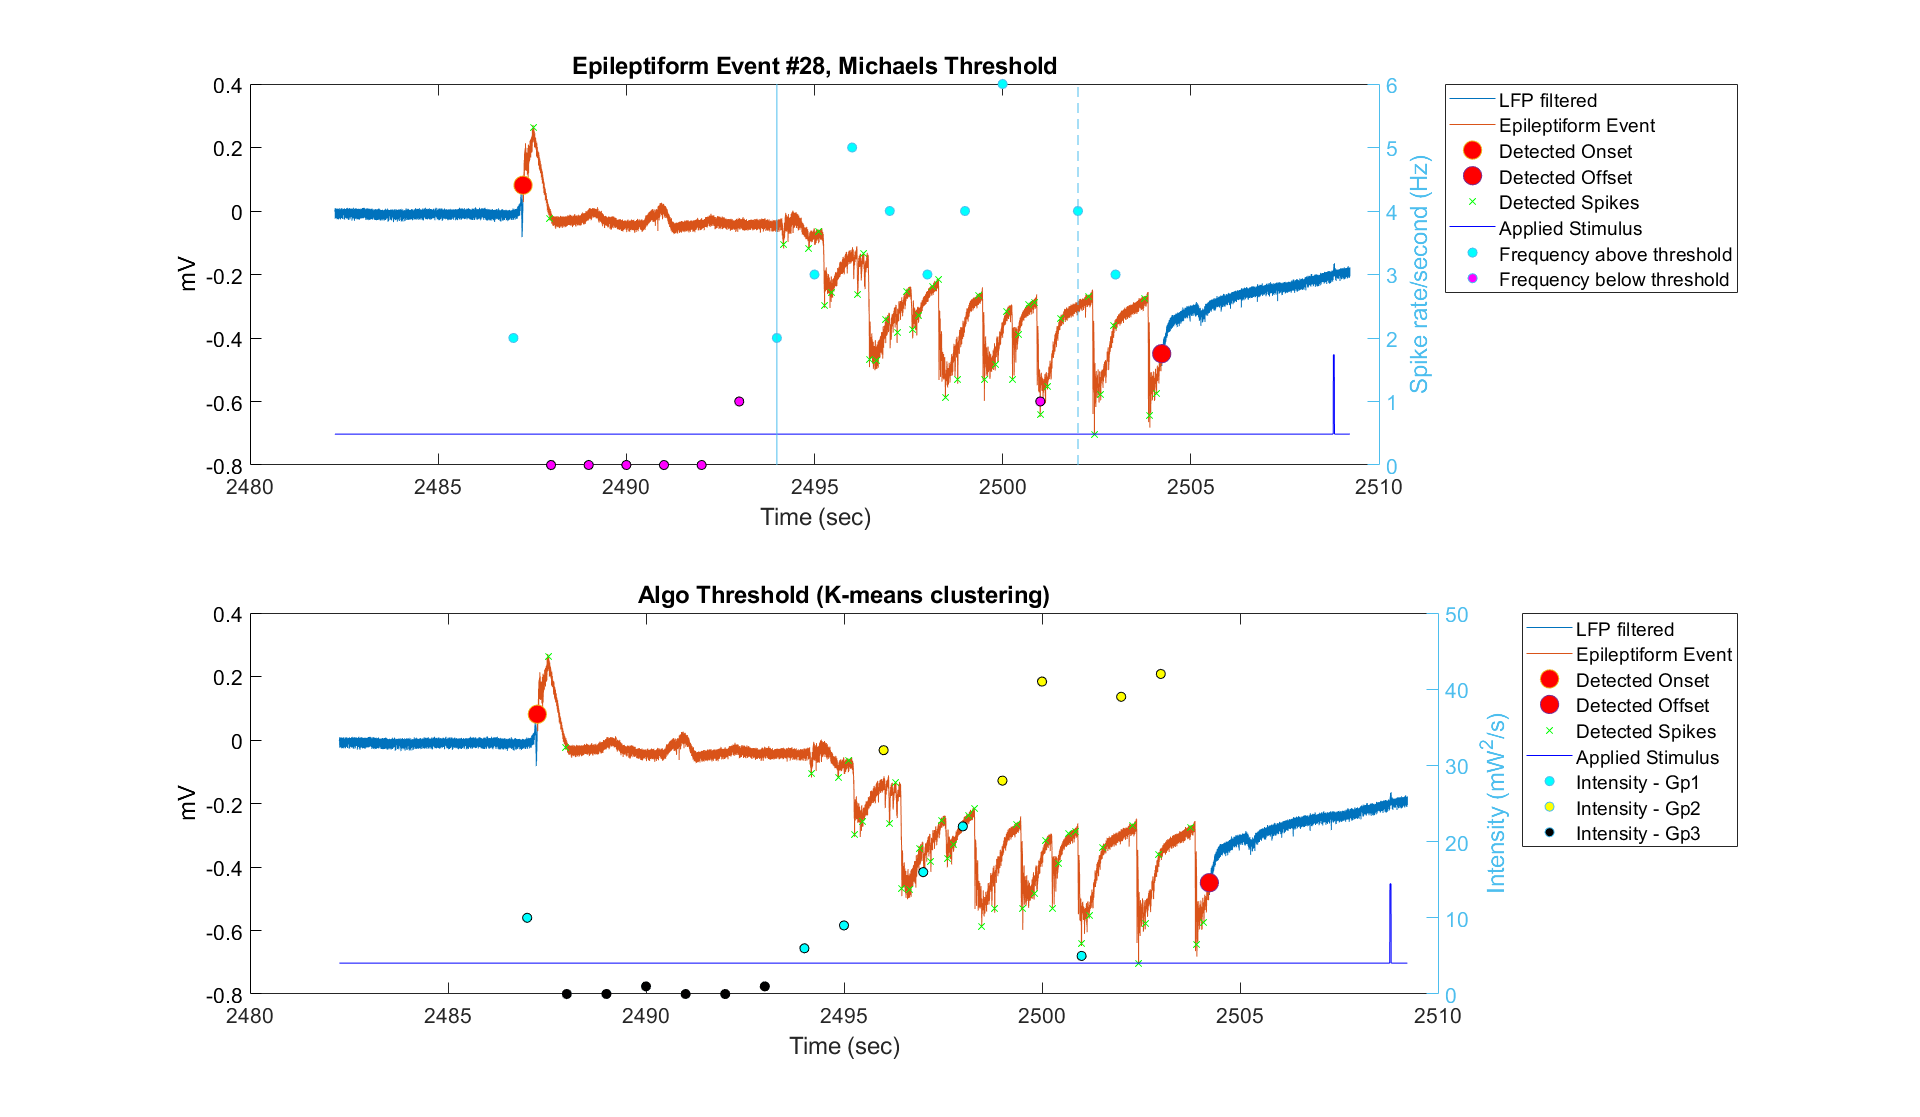 Epileptiform Event #28, Michaels Threshold
0.4
0.2
0
-0.2
-0.4
-0.6
-0.8
mV
2480
2485
2490
2495
2500
2505
2510
Time (sec)
6
5
4
3
2
1
0
Spike rate/second (Hz)
LFP filtered
Epileptiform Event
Detected Onset
Detected Offset
Detected Spikes
Applied Stimulus
Frequency above threshold
Frequency below threshold
Algo Threshold (K-means clustering)
0.4
0.2
0
-0.2
-0.4
-0.6
-0.8
mV
2480
2485
2490
2495
2500
2505
2510
Time (sec)
50
40
30
20
10
0
Intensity (mW²/s)
LFP filtered
Epileptiform Event
Detected Onset
Detected Offset
Detected Spikes
Applied Stimulus
Intensity - Gp1
Intensity - Gp2
Intensity - Gp3